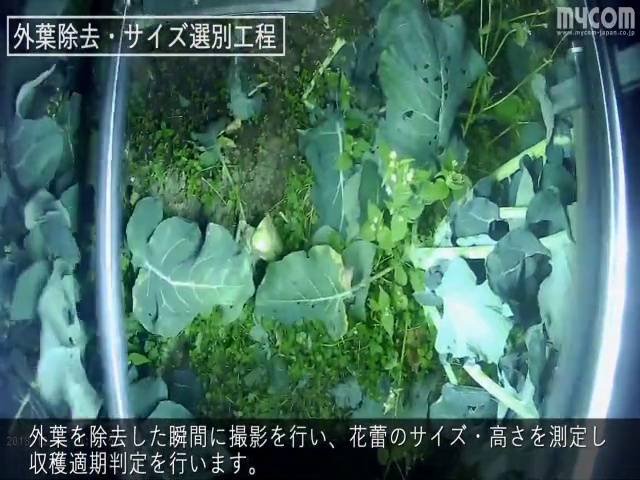 外葉除去・サイズ選別工程
mycom
www.mycom-japan.co.jp
外葉を除去した瞬間に撮影を行い、花蕾のサイズ・高さを測定し
収穫適期判定を行います。